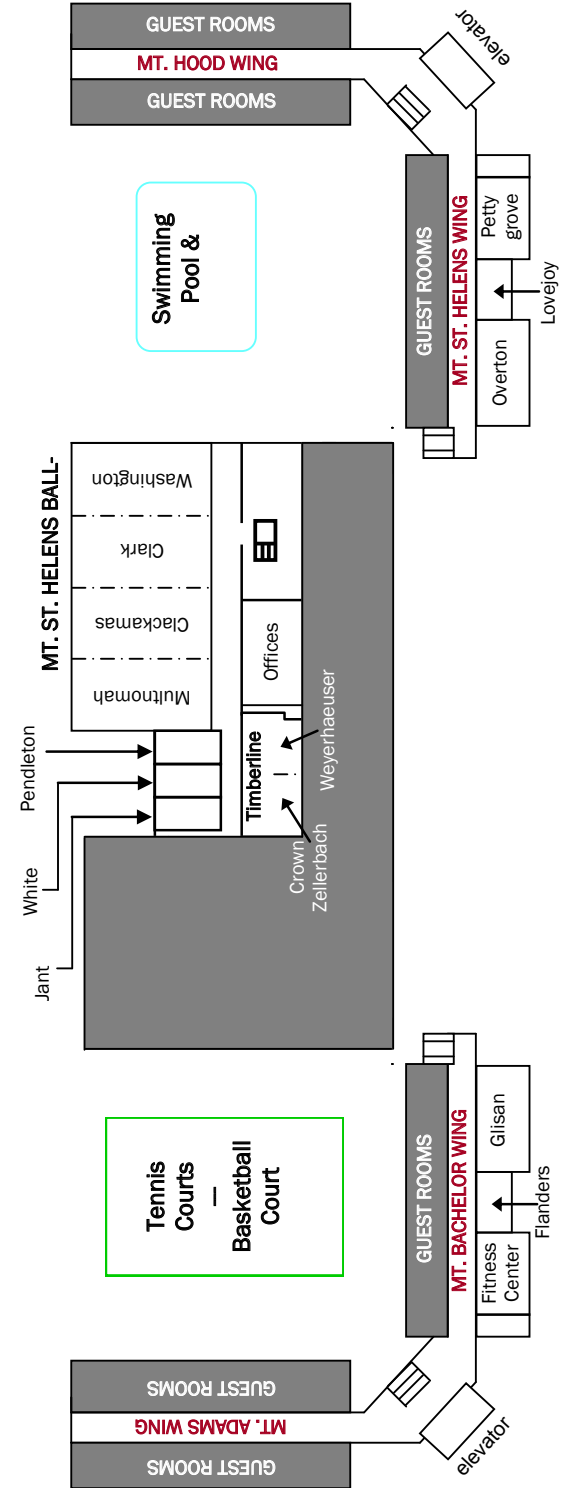 GUEST ROOMS
MT. HOOD WING
GUEST ROOMS
elevator
Swimming
Pool &
GUEST ROOMS
MT. ST. HELENS WING
Petty
grove
Lovejoy
Overton
MT. ST. HELENS BALL-
Washington
Clark
Clackamas
Multnomah
Offices
Pendleton
White
Jant
Timberline
Weyerhaeuser
Crown
Zellerbach
Tennis
Courts
—
Basketball
Court
GUEST ROOMS
MT. BACHELOR WING
Glisan
Flanders
Fitness
Center
GUEST ROOMS
MT. ADAMS WING
GUEST ROOMS
elevator